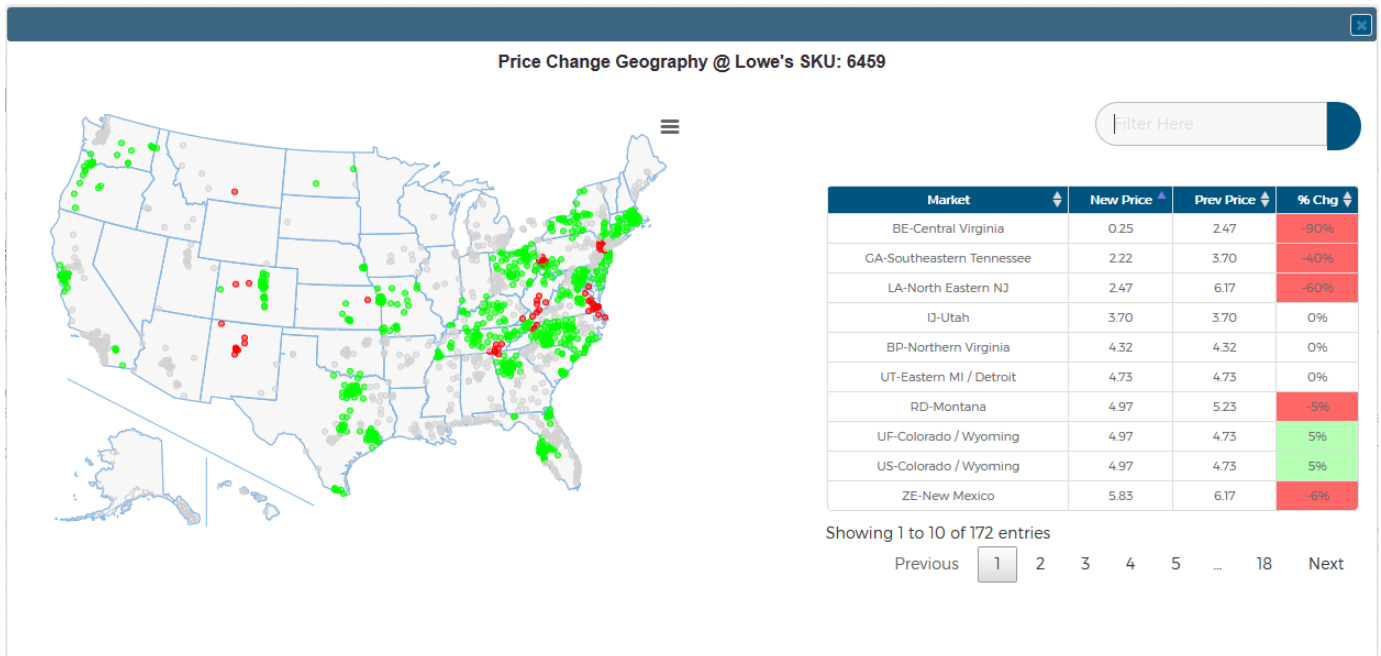 Price Change Geography @ Lowe's SKU: 6459
Filter Here
Market New Price Prev Price % Chg
BE-Central Virginia 0.25 2.47 -90%
GA-Southeastern Tennessee 2.22 3.70 -40%
LA-North Eastern NJ 2.47 6.17 -60%
IJ-Utah 3.70 3.70 0%
BP-Northern Virginia 4.32 4.32 0%
UT-Eastern MI / Detroit 4.73 4.73 0%
RD-Montana 4.97 5.23 -5%
UF-Colorado / Wyoming 4.97 4.73 5%
US-Colorado / Wyoming 4.97 4.73 5%
ZE-New Mexico 5.83 6.17 -6%
Showing 1 to 10 of 172 entries
Previous 1 2 3 4 5 ... 18 Next